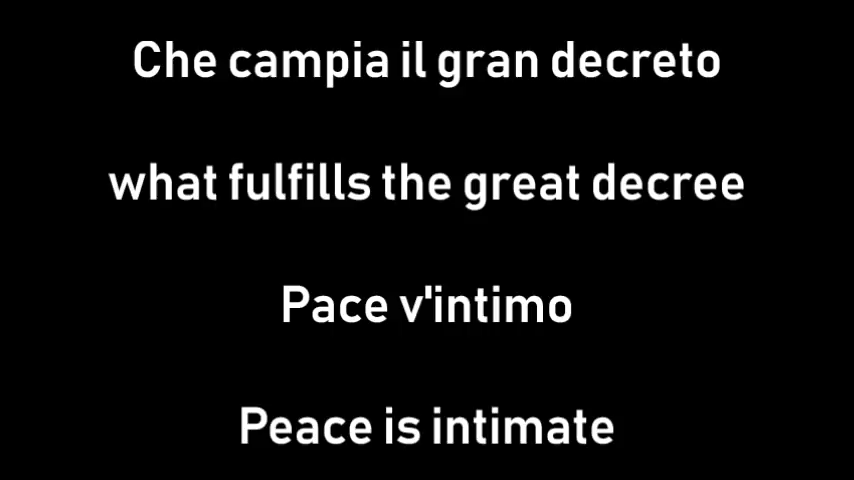 Che campia il gran decreto
what fulfills the great decree
Pace v'intimo
Peace is intimate